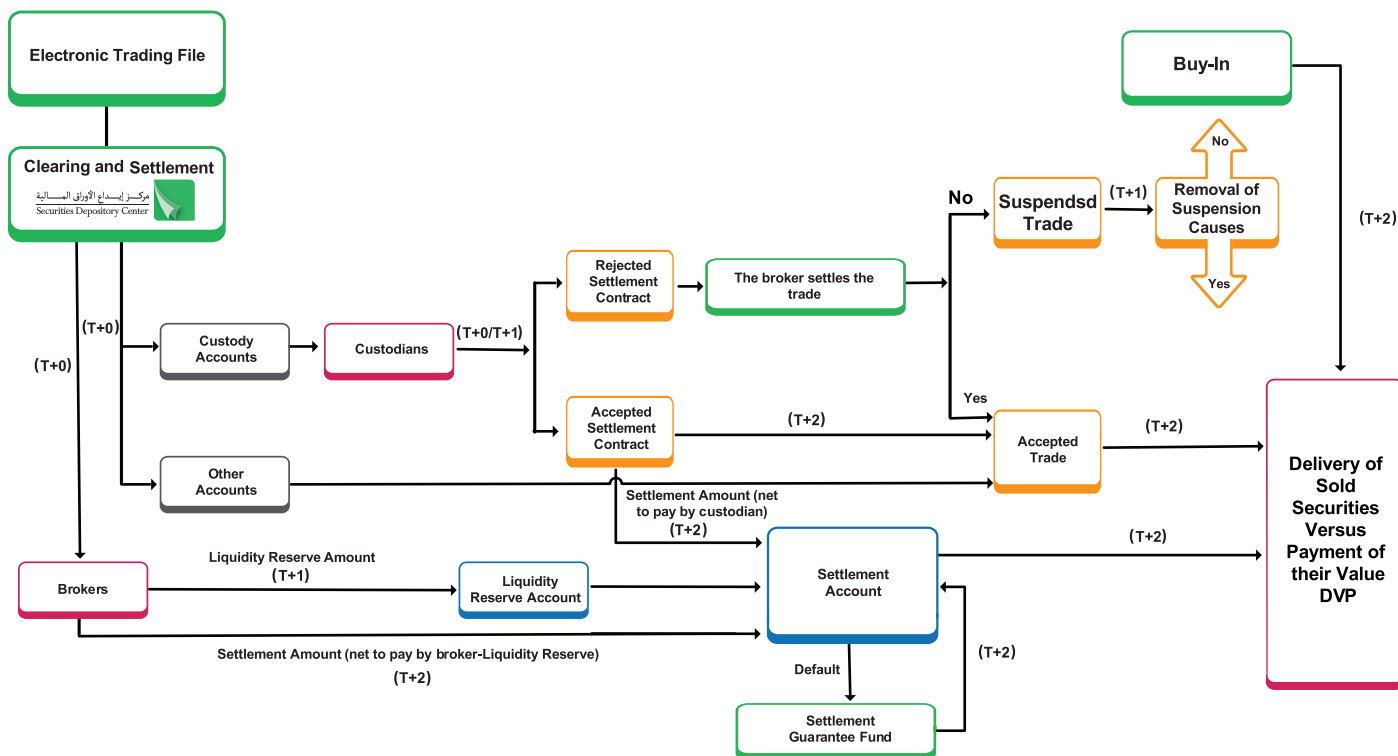 Electronic Trading File
Clearing and Settlement
مركز إيداع الأوراق المالية
Securities Depository Center
(T+0)
(T+0)
Custody
Accounts
Custodians
(T+0/T+1)
Rejected
Settlement
Contract
The broker settles the
trade
No
Suspendsd
Trade
(T+1)
Removal of
Suspension
Causes
No
Yes
Buy-In
(T+2)
Accepted
Settlement
Contract
(T+2)
Yes
Accepted
Trade
(T+2)
Other
Accounts
Settlement Amount (net
to pay by custodian)
(T+2)
Delivery of
Sold
Securities
Versus
Payment of
their Value
DVP
Brokers
Liquidity Reserve Amount
(T+1)
Liquidity
Reserve Account
Settlement
Account
(T+2)
Settlement Amount (net to pay by broker-Liquidity Reserve)
(T+2)
Default
(T+2)
Settlement
Guarantee Fund